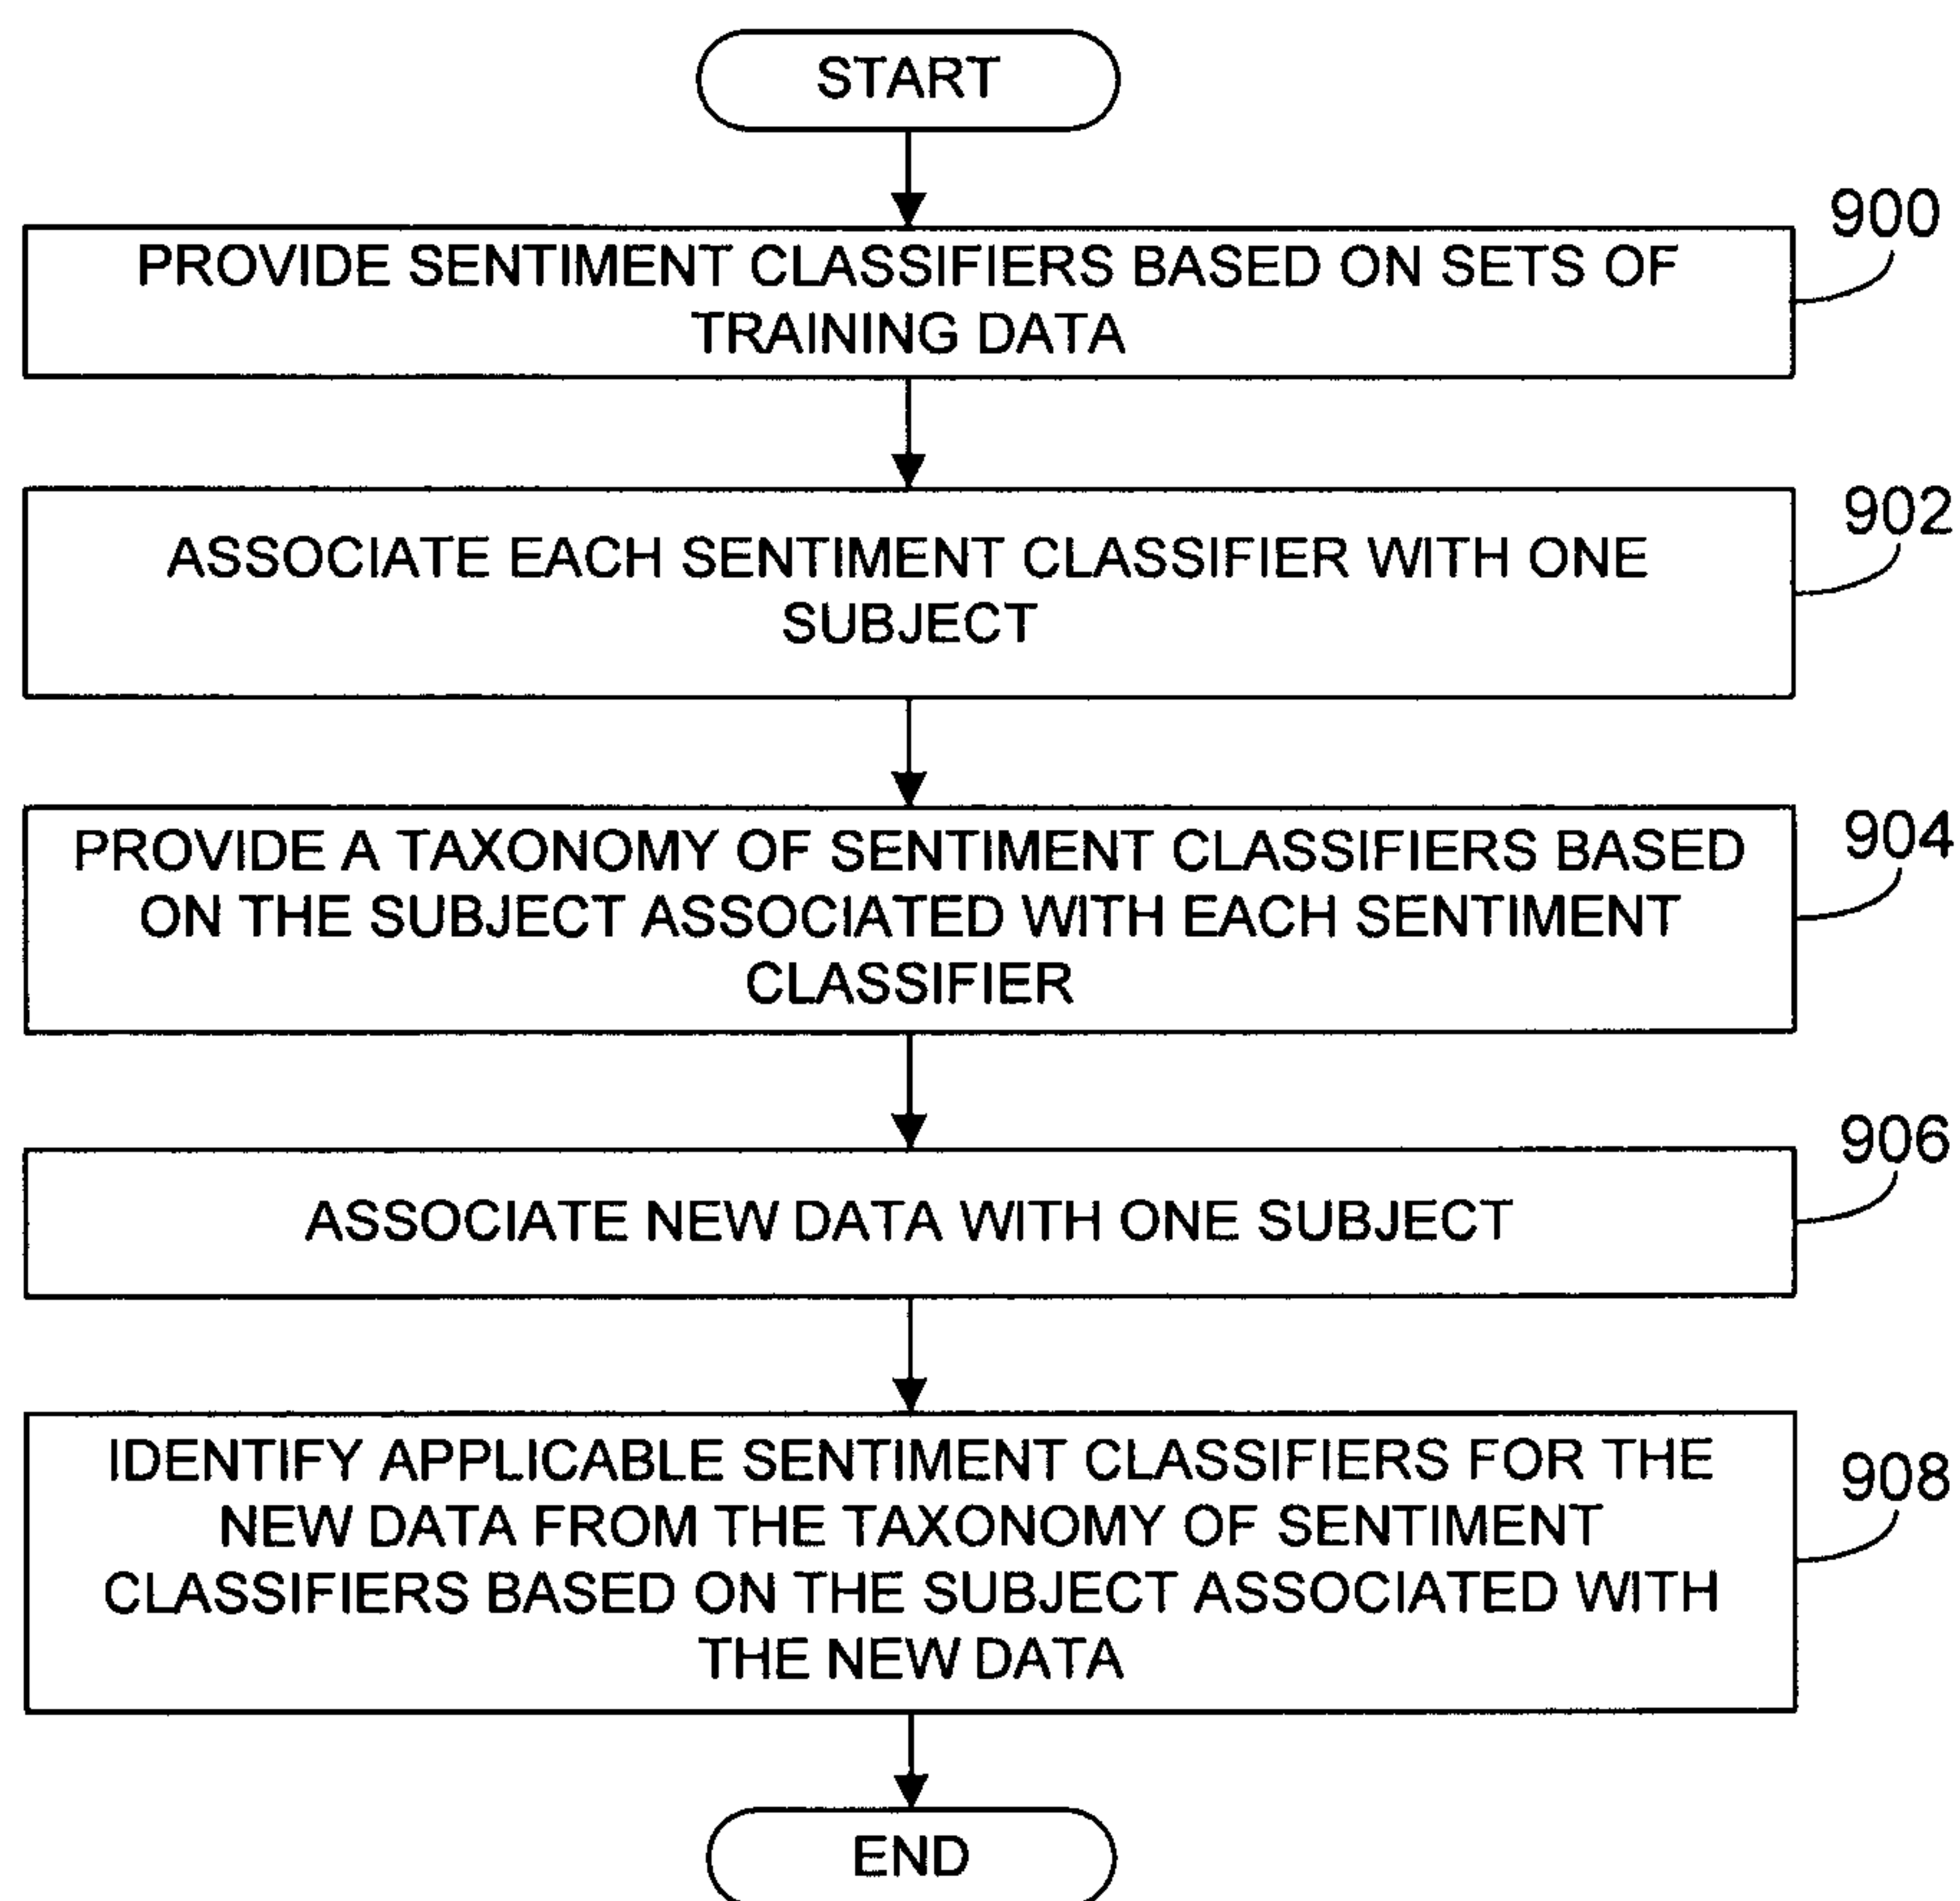 START
900
PROVIDE SENTIMENT CLASSIFIERS BASED ON SETS OF
TRAINING DATA
902
ASSOCIATE EACH SENTIMENT CLASSIFIER WITH ONE
SUBJECT
904
PROVIDE A TAXONOMY OF SENTIMENT CLASSIFIERS BASED
ON THE SUBJECT ASSOCIATED WITH EACH SENTIMENT
CLASSIFIER
906
ASSOCIATE NEW DATA WITH ONE SUBJECT
908
IDENTIFY APPLICABLE SENTIMENT CLASSIFIERS FOR THE
NEW DATA FROM THE TAXONOMY OF SENTIMENT
CLASSIFIERS BASED ON THE SUBJECT ASSOCIATED WITH
THE NEW DATA
END